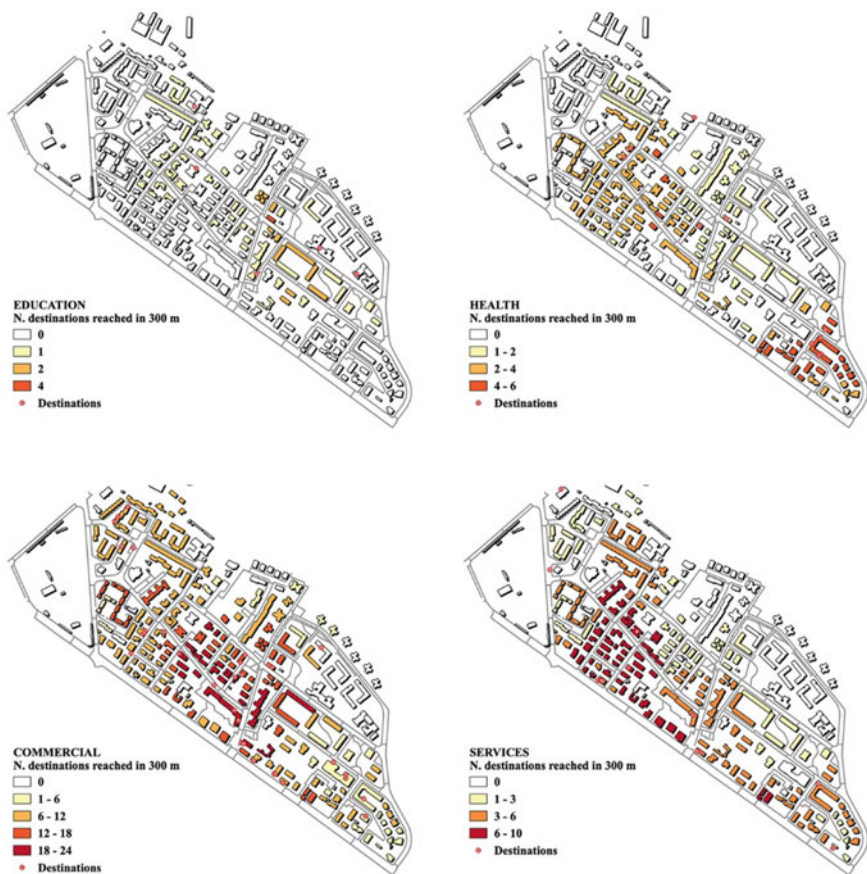 EDUCATION
N. destinations reached in 300 m
0
1
2
4
Destinations
HEALTH
N. destinations reached in 300 m
0
1 - 2
2 - 4
4 - 6
Destinations
COMMERCIAL
N. destinations reached in 300 m
0
1 - 6
6 - 12
12 - 18
18 - 24
Destinations
SERVICES
N. destinations reached in 300 m
0
1 - 3
3 - 6
6 - 10
Destinations